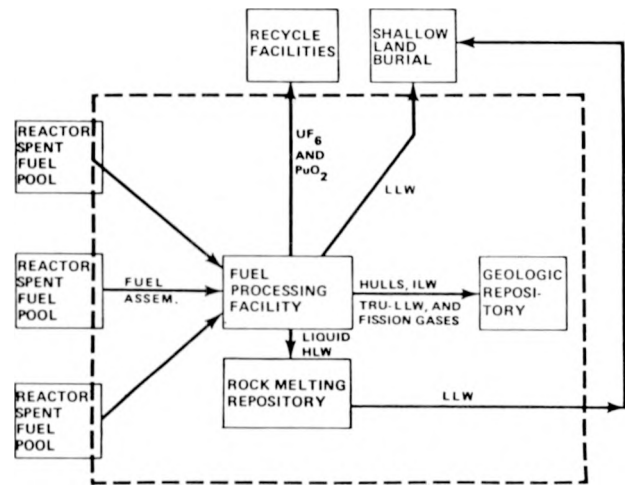 RECYCLE
FACILITIES
SHALLOW
LAND
BURIAL
REACTOR
SPENT
FUEL
POOL
UF6
AND
PuO2
LLW
REACTOR
SPENT
FUEL
POOL
FUEL
ASSEM.
FUEL
PROCESSING
FACILITY
HULLS, ILW
TRU-LLW, AND
FISSION GASES
GEOLOGIC
REPOSI-
TORY
LIQUID
HLW
REACTOR
SPENT
FUEL
POOL
ROCK MELTING
REPOSITORY
LLW